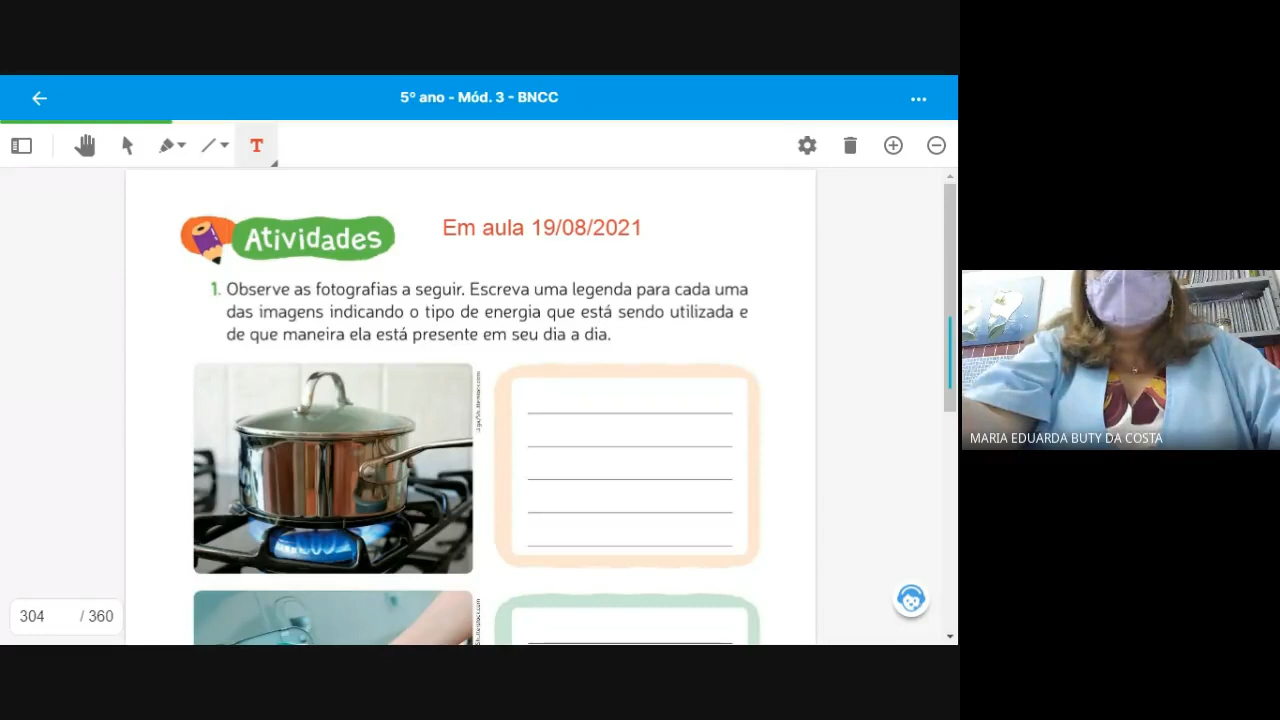 5º ano - Mód. 3 - BNCC
T
Atividades
Em aula 19/08/2021
1. Observe as fotografias a seguir. Escreva uma legenda para cada uma
das imagens indicando o tipo de energia que está sendo utilizada e
de que maneira ela está presente em seu dia a dia.
304 / 360
MARIA EDUARDA BUTY DA COSTA